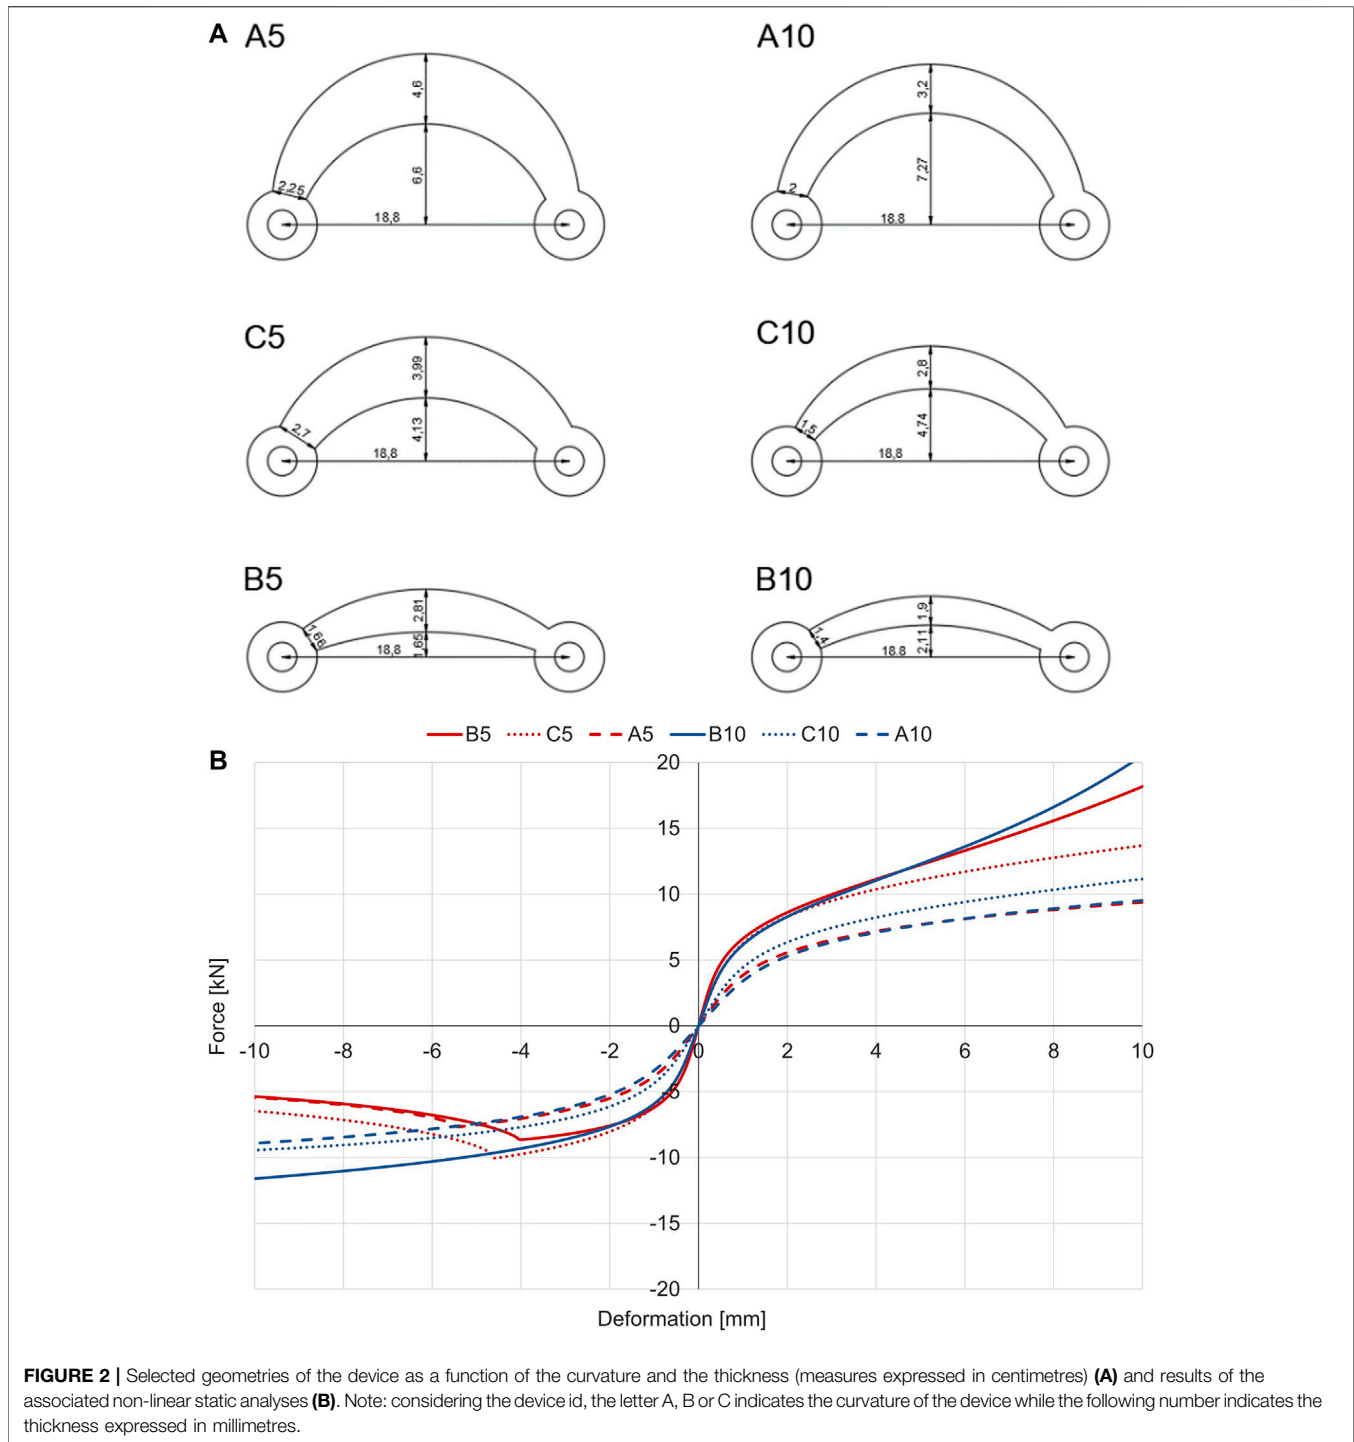 A A5
A10
4,6
6,6
2,25
18,8
3,2
7,27
2
18.8
C5
C10
3,99
4,13
2,7
18,8
2,8
4,74
1,5
18,8
B5
B10
2,81
1,65
1,66
18,8
1,9
2,11
1,4
18.8
B5 C5 A5 B10 C10 A10
B
20
15
10
5
0
-5
-10
-15
-20
-10 -8 -6 -4 -2 0 2 4 6 8 10
Force [kN]
Deformation [mm]
FIGURE 2 | Selected geometries of the device as a function of the curvature and the thickness (measures expressed in centimetres) (A) and results of the
associated non-linear static analyses (B). Note: considering the device id, the letter A, B or C indicates the curvature of the device while the following number indicates the
thickness expressed in millimetres.